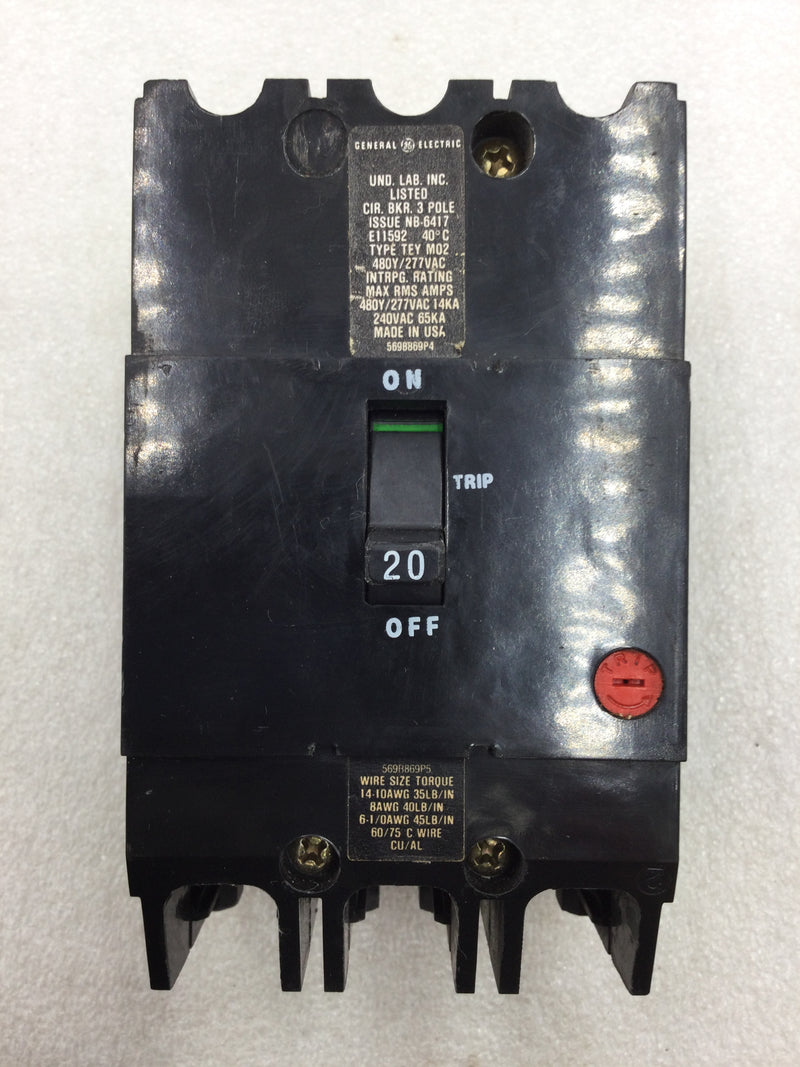 GENERAL GE ELECTRIC
UND. LAB. INC.
LISTED
CIR. BKR. 3 POLE
ISSUE NB-6417
E11592 40°C
TYPE TEY MO2
480Y/277VAC
INTRPG. RATING
MAX RMS AMPS
480Y/277VAC 14KA
240VAC 65KA
MADE IN USA
569B869P4
ON
TRIP
20
OFF
TRIP
569B869P5
WIRE SIZE TORQUE
14-10AWG 35LB/IN
8AWG 40LB/IN
6-1/0AWG 45LB/IN
60/75°C WIRE
CU/AL